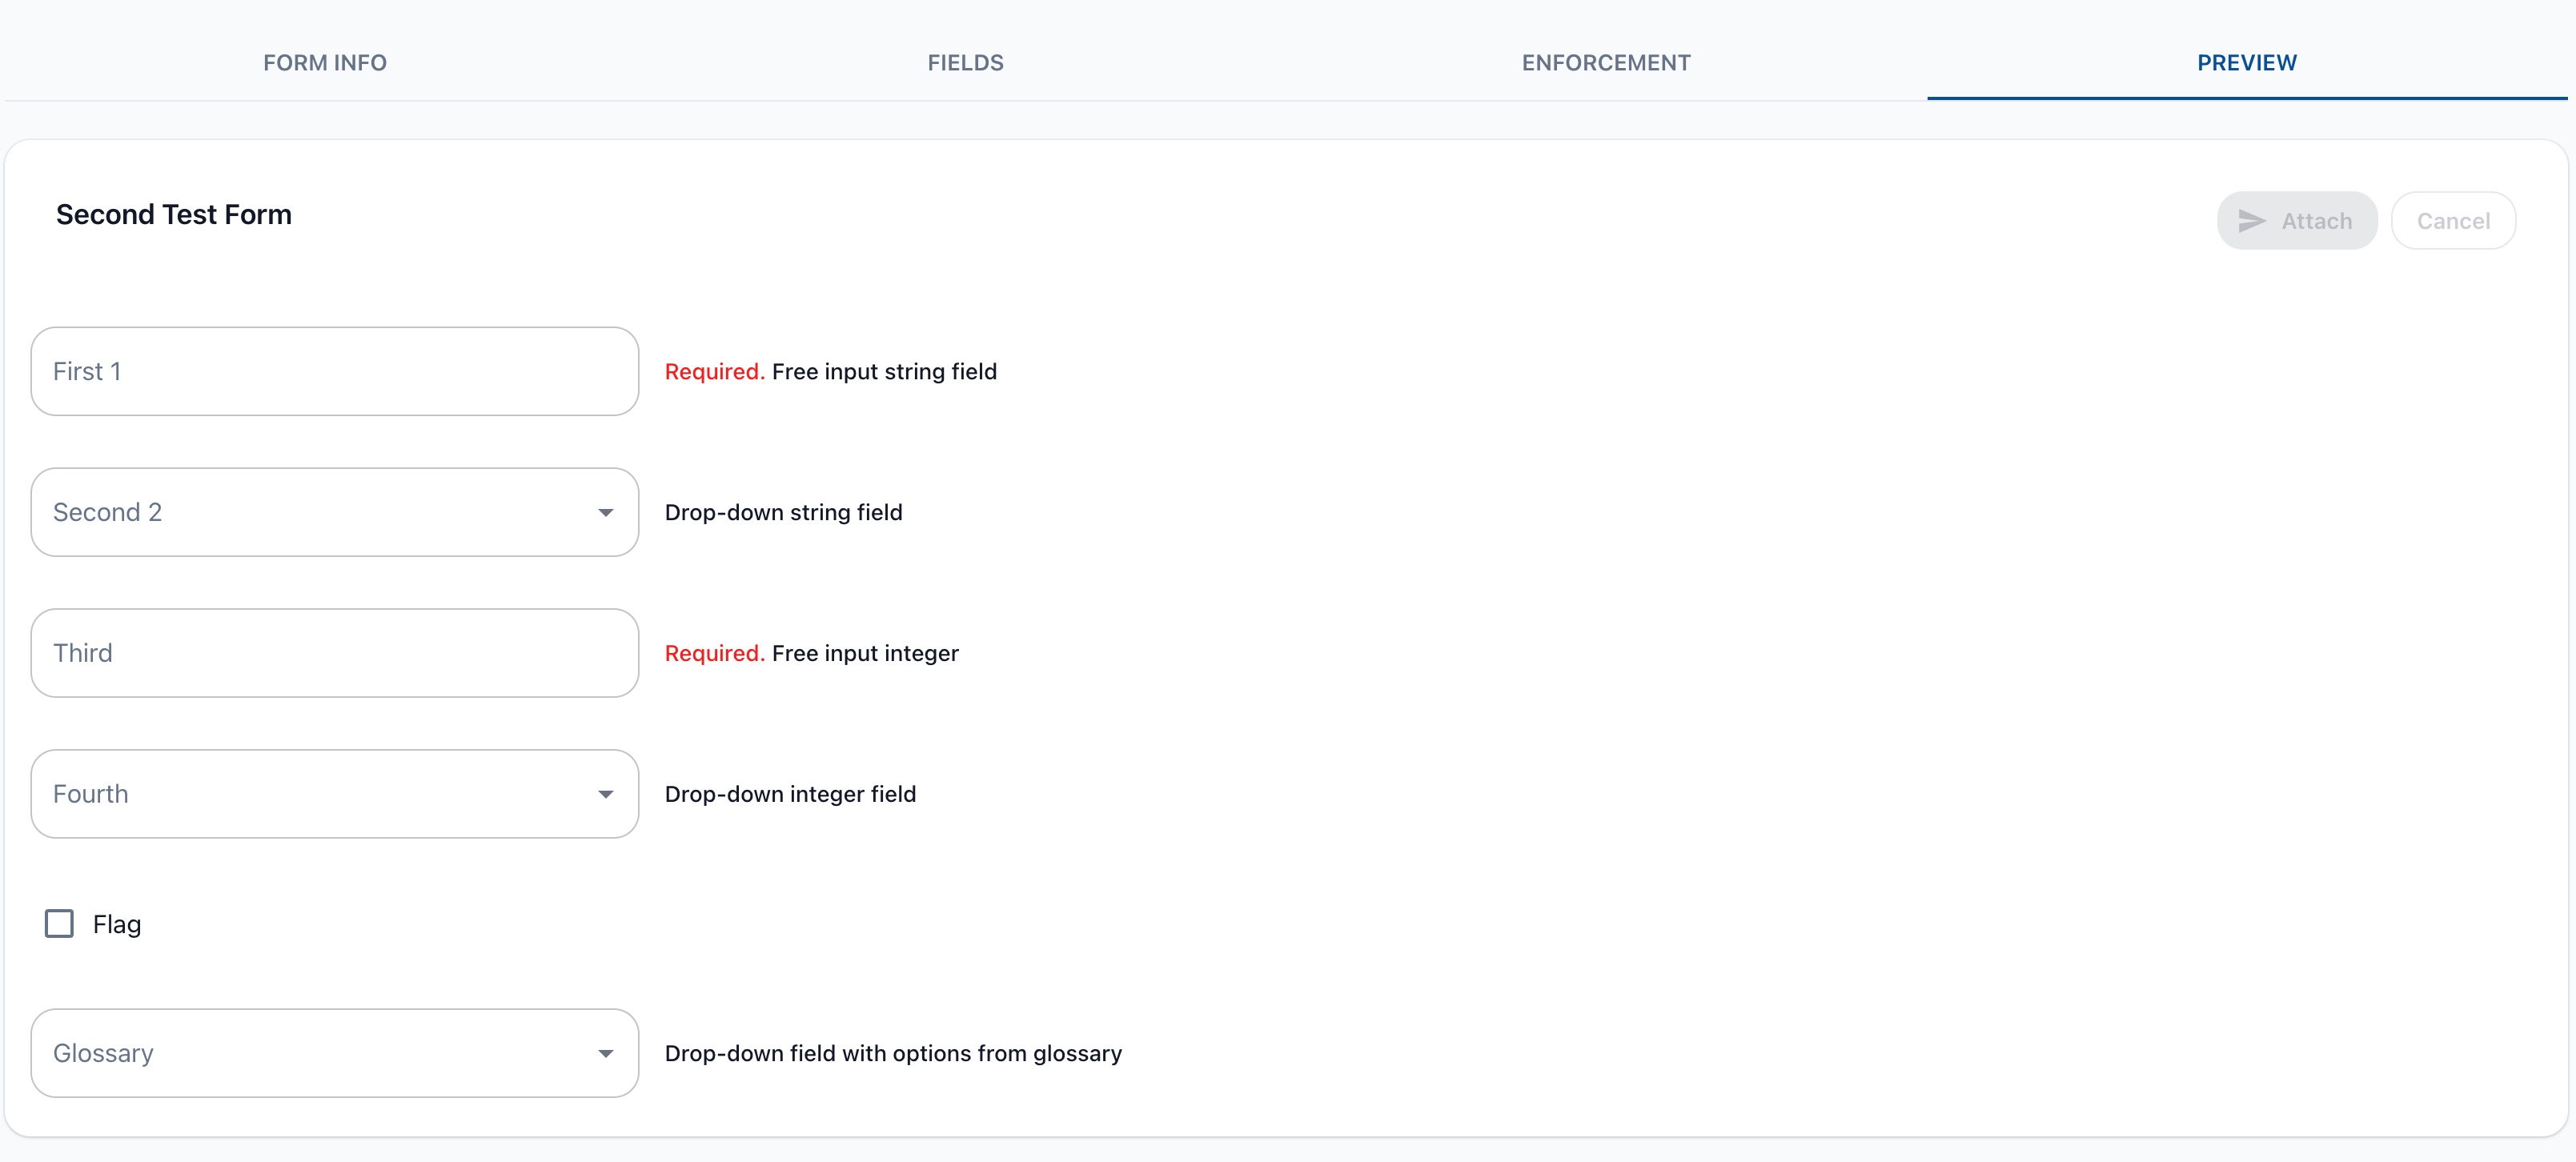 FORM INFO FIELDS ENFORCEMENT PREVIEW
Second Test Form
Attach Cancel
First 1 Required. Free input string field
Second 2 Drop-down string field
Third Required. Free input integer
Fourth Drop-down integer field
Flag
Glossary Drop-down field with options from glossary